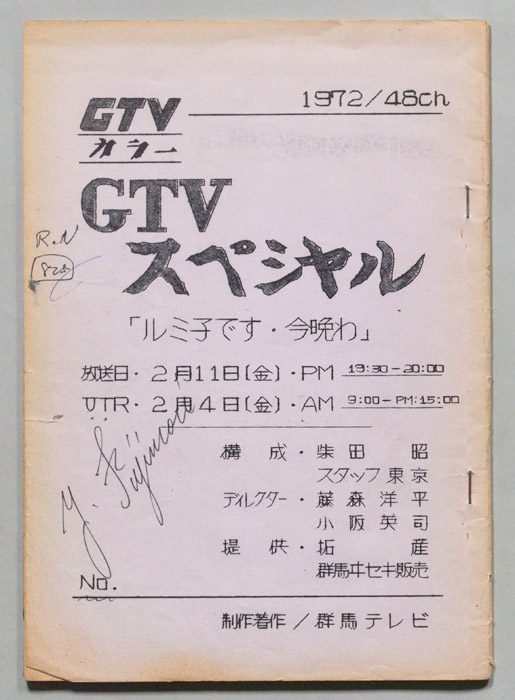 1972/48ch
GTV
カラー
GTV
スペシャル
R.N
825
「ルミ子です・今晩わ」
放送日・2月11日(金)・PM 19:30-20:00
VTR・2月4日(金)・AM 9:00-PM:15:00
構成・柴田 昭
スタッフ東京
ディレクター・藤森洋平
小阪英司
提供・拓産
群馬ヰセキ販売
Y. Fujimori
No.
制作著作/群馬テレビ